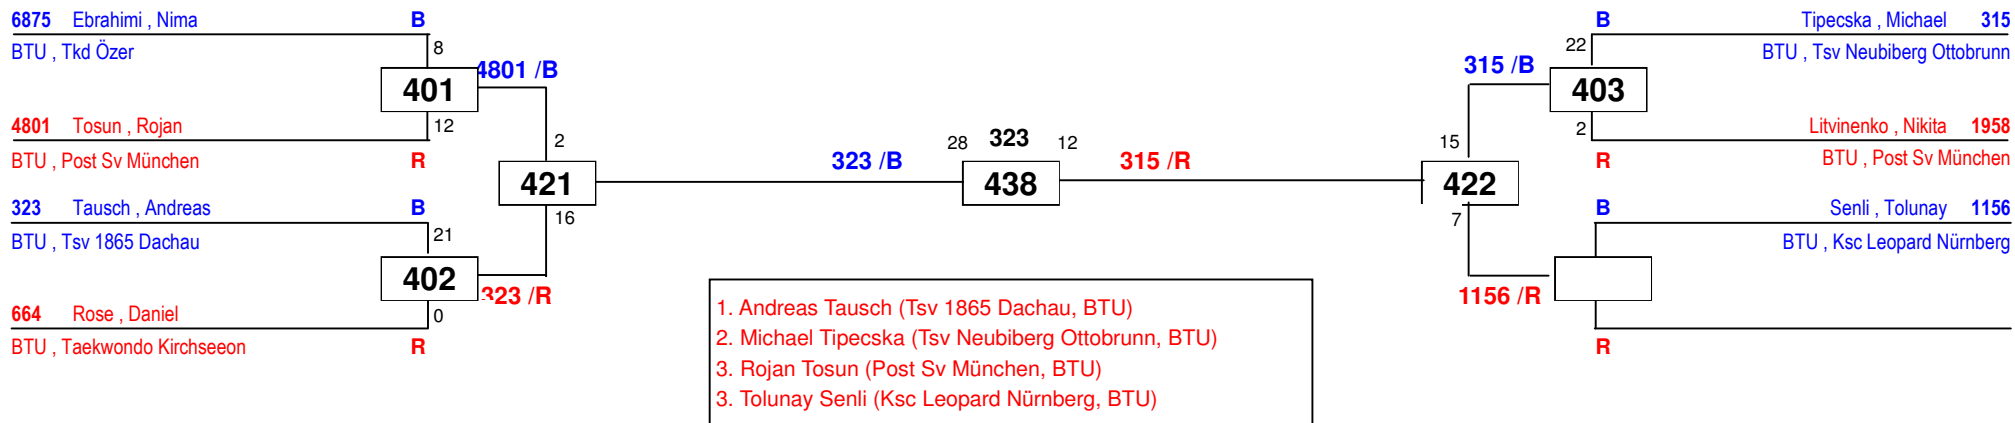 6875 Ebrahimi , Nima B
BTU , Tkd Özer
8
401
4801 /B
12
4801 Tosun , Rojan
BTU , Post Sv München R
2
421
16
323 Tausch , Andreas B
BTU , Tsv 1865 Dachau
21
402
323 /R
0
664 Rose , Daniel
BTU , Taekwondo Kirchseeon R
323 /B
28 323 12
438
315 /R
B Tipecska , Michael 315
BTU , Tsv Neubiberg Ottobrunn
22
315 /B
403
2
Litvinenko , Nikita 1958
R BTU , Post Sv München
15
422
7
B Senli , Tolunay 1156
BTU , Ksc Leopard Nürnberg
1156 /R
R
1. Andreas Tausch (Tsv 1865 Dachau, BTU)
2. Michael Tipecska (Tsv Neubiberg Ottobrunn, BTU)
3. Rojan Tosun (Post Sv München, BTU)
3. Tolunay Senli (Ksc Leopard Nürnberg, BTU)